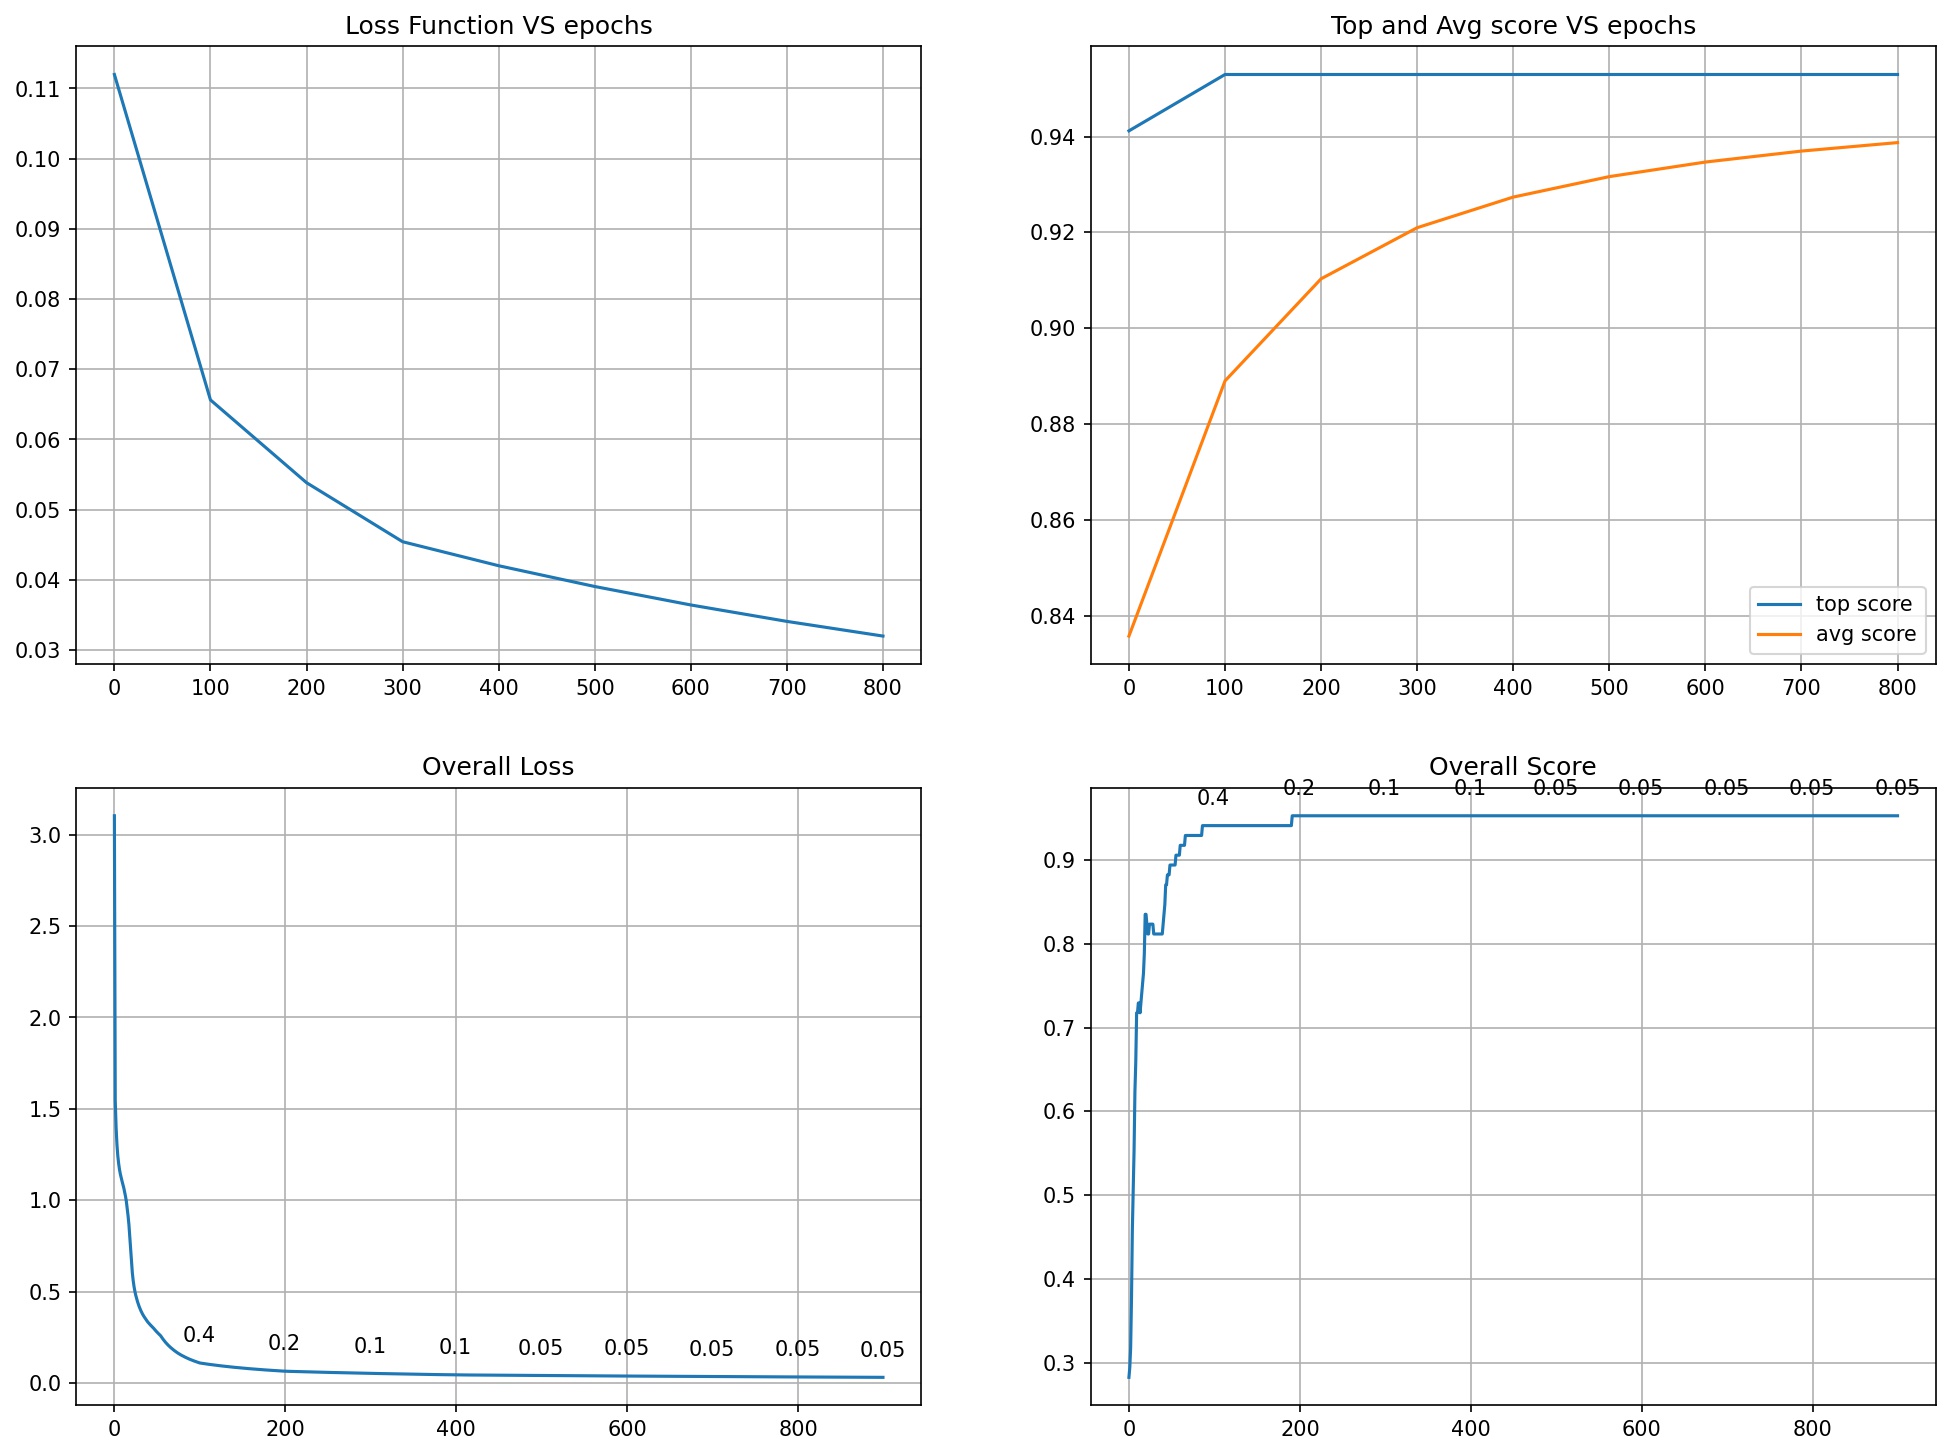 Loss Function VS epochs
0.11
0.10
0.09
0.08
0.07
0.06
0.05
0.04
0.03
0 100 200 300 400 500 600 700 800
Top and Avg score VS epochs
0.94
0.92
0.90
0.88
0.86
0.84
top score
avg score
0 100 200 300 400 500 600 700 800
Overall Loss
3.0
2.5
2.0
1.5
1.0
0.5
0.0
0.4 0.2 0.1 0.1 0.05 0.05 0.05 0.05 0.05
0 200 400 600 800
Overall Score
0.4 0.2 0.1 0.1 0.05 0.05 0.05 0.05 0.05
0.9
0.8
0.7
0.6
0.5
0.4
0.3
0 200 400 600 800